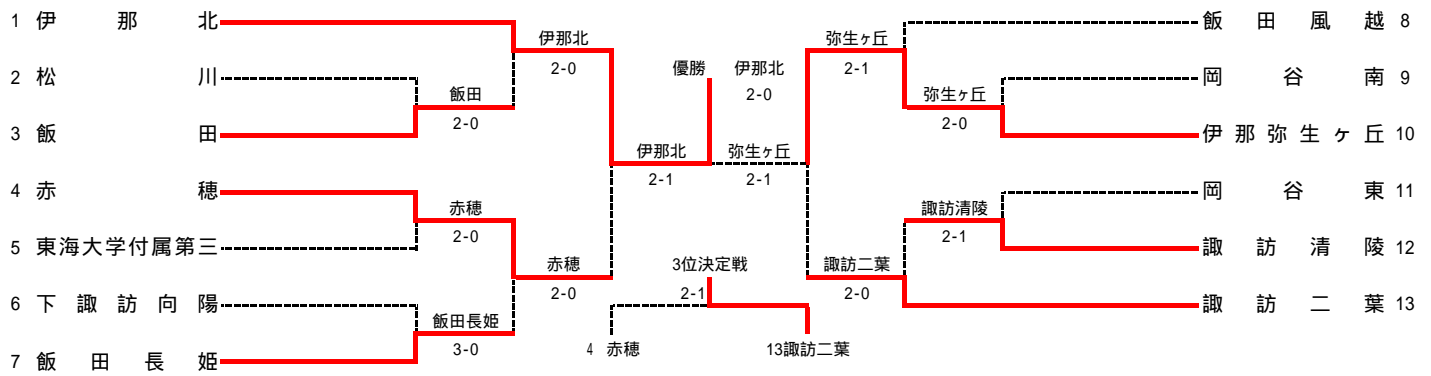 1 伊那北
飯田風越 8
伊那北
弥生ヶ丘
2-0
優勝 伊那北
2-1
2 松川
岡谷南 9
飯田
2-0
弥生ヶ丘
2-0
2-0
3 飯田
伊那弥生ヶ丘 10
伊那北
弥生ヶ丘
2-1
2-1
4 赤穂
岡谷東 11
赤穂
諏訪清陵
2-0
2-1
5 東海大学付属第三
諏訪清陵 12
赤穂
3位決定戦
諏訪二葉
2-0
2-1
2-0
6 下諏訪向陽
諏訪二葉 13
飯田長姫
3-0
4 赤穂
13諏訪二葉
7 飯田長姫